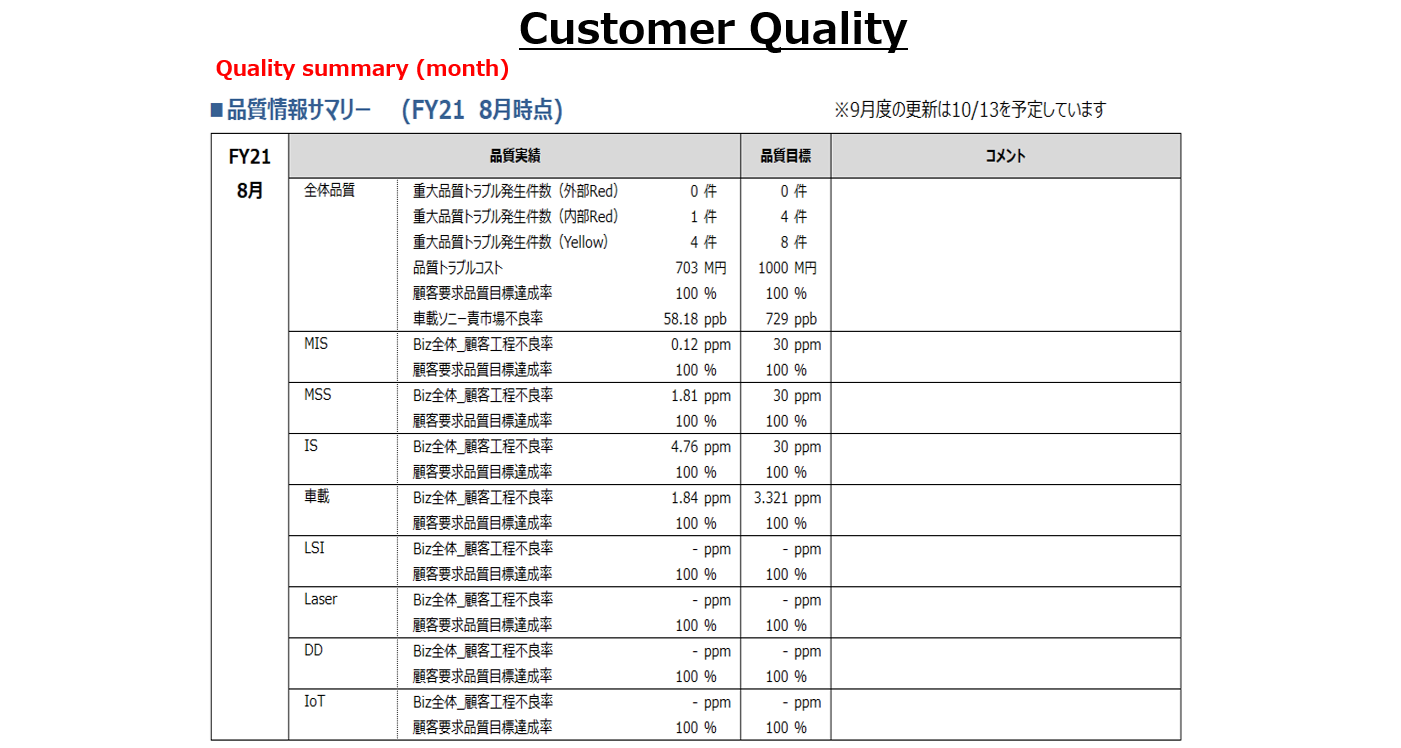 Customer Quality
Quality summary (month)
■品質情報サマリー (FY21 8月時点) ※9月度の更新は10/13を予定しています
FY21 品質実績 品質目標 コメント
8月 全体品質 重大品質トラブル発生件数（外部Red） 0 件 0 件
重大品質トラブル発生件数（内部Red） 1 件 4 件
重大品質トラブル発生件数（Yellow） 4 件 8 件
品質トラブルコスト 703 M円 1000 M円
顧客要求品質目標達成率 100 % 100 %
車載ソニー責市場不良率 58.18 ppb 729 ppb
MIS Biz全体_顧客工程不良率 0.12 ppm 30 ppm
顧客要求品質目標達成率 100 % 100 %
MSS Biz全体_顧客工程不良率 1.81 ppm 30 ppm
顧客要求品質目標達成率 100 % 100 %
IS Biz全体_顧客工程不良率 4.76 ppm 30 ppm
顧客要求品質目標達成率 100 % 100 %
車載 Biz全体_顧客工程不良率 1.84 ppm 3.321 ppm
顧客要求品質目標達成率 100 % 100 %
LSI Biz全体_顧客工程不良率 - ppm - ppm
顧客要求品質目標達成率 100 % 100 %
Laser Biz全体_顧客工程不良率 - ppm - ppm
顧客要求品質目標達成率 100 % 100 %
DD Biz全体_顧客工程不良率 - ppm - ppm
顧客要求品質目標達成率 100 % 100 %
IoT Biz全体_顧客工程不良率 - ppm - ppm
顧客要求品質目標達成率 100 % 100 %